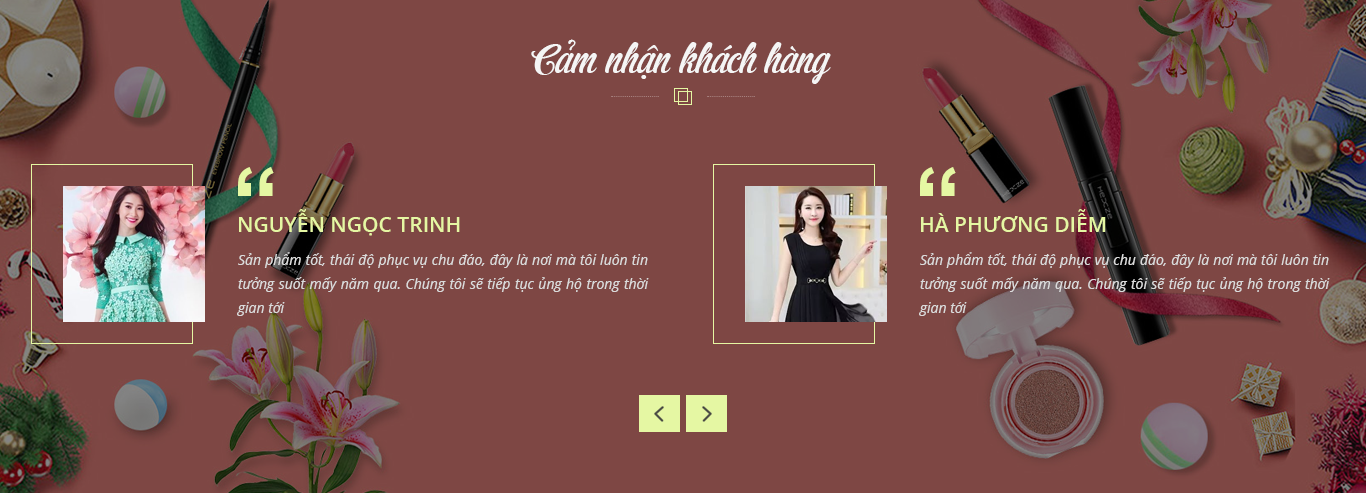 Cảm nhận khách hàng
NGUYỄN NGỌC TRINH
Sản phẩm tốt, thái độ phục vụ chu đáo, đây là nơi mà tôi luôn tin
tưởng suốt mấy năm qua. Chúng tôi sẽ tiếp tục ủng hộ trong thời
gian tới
HÀ PHƯƠNG DIỄM
Sản phẩm tốt, thái độ phục vụ chu đáo, đây là nơi mà tôi luôn tin
tưởng suốt mấy năm qua. Chúng tôi sẽ tiếp tục ủng hộ trong thời
gian tới